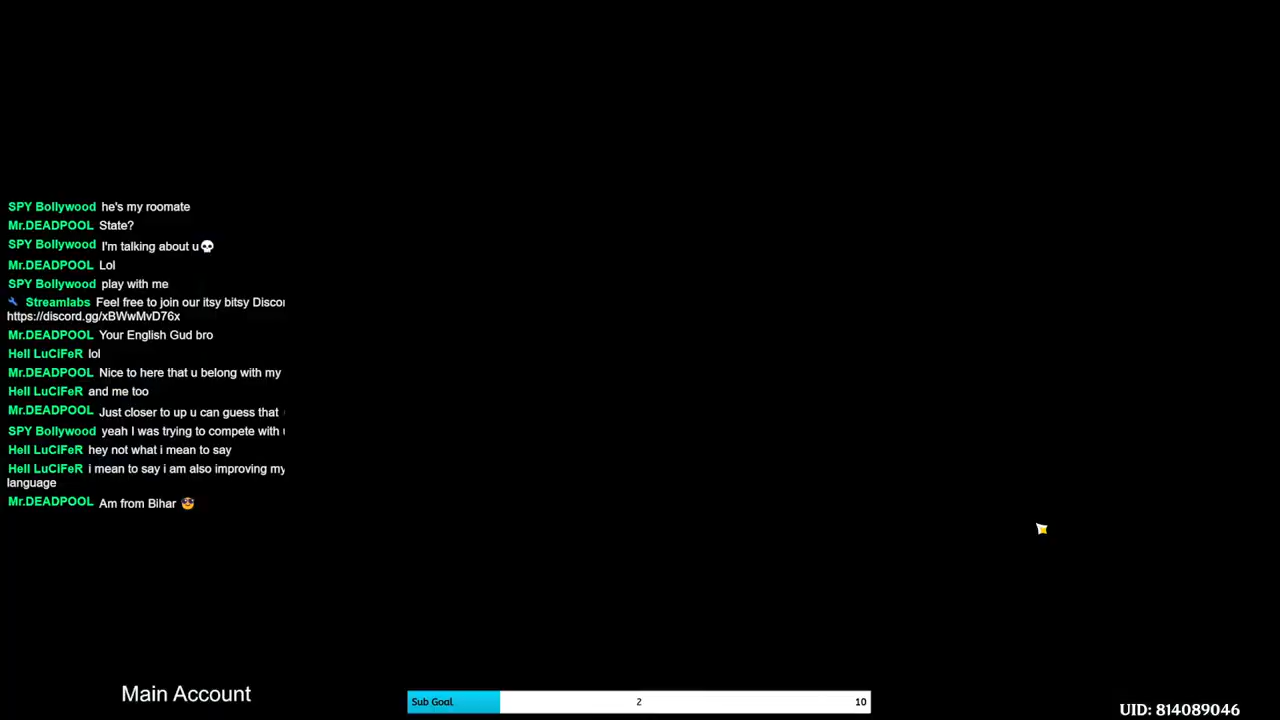 SPY Bollywood he's my roomate
Mr.DEADPOOL State?
SPY Bollywood I'm talking about u💀
Mr.DEADPOOL Lol
SPY Bollywood play with me
Streamlabs Feel free to join our itsy bitsy Discor
https://discord.gg/xBWwMvD76x
Mr.DEADPOOL Your English Gud bro
Hell LuCiFeR lol
Mr.DEADPOOL Nice to here that u belong with my
Hell LuCiFeR and me too
Mr.DEADPOOL Just closer to up u can guess that
SPY Bollywood yeah I was trying to compete with
Hell LuCiFeR hey not what i mean to say
Hell LuCiFeR i mean to say i am also improving my
language
Mr.DEADPOOL Am from Bihar
Main Account
Sub Goal 2 10
UID: 814089046